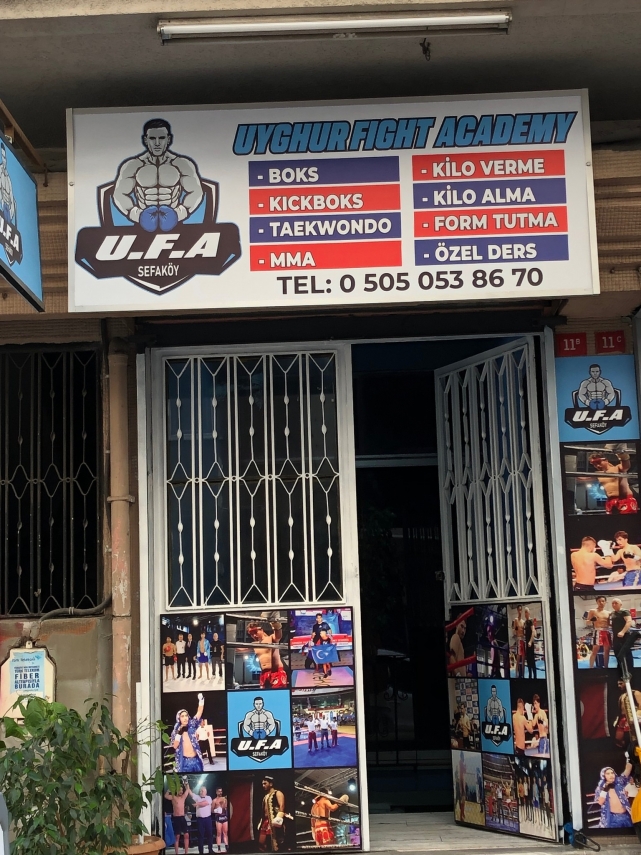 UYGHUR FIGHT ACADEMY
- BOKS
- KICKBOKS
- TAEKWONDO
- MMA
- KİLO VERME
- KİLO ALMA
- FORM TUTMA
- ÖZEL DERS
TEL: 0 505 053 86 70
U.F.A
SEFAKÖY
11B
11C
U.F.A
SEFAKÖY
U.F.A
SEFAKÖY
U.F.A
FİBER
BURADA